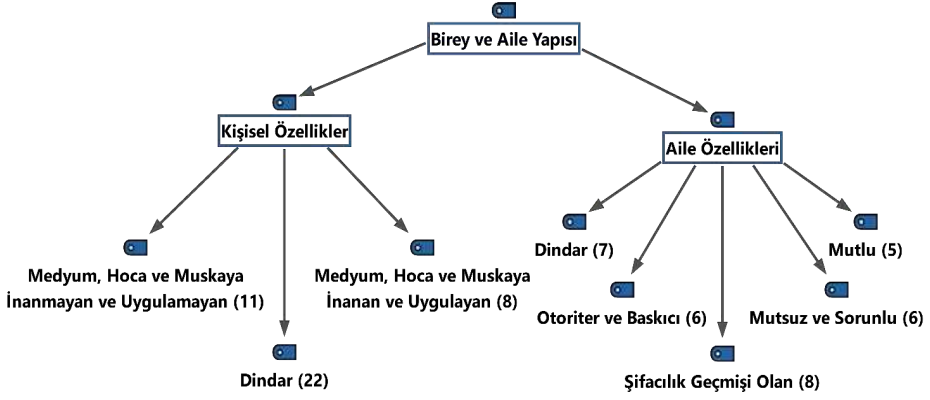 Birey ve Aile Yapısı
Kişisel Özellikler
Aile Özellikleri
Medyum, Hoca ve Muskaya
İnanmayan ve Uygulamayan (11)
Dindar (22)
Medyum, Hoca ve Muskaya
İnanan ve Uygulayan (8)
Dindar (7)
Otoriter ve Baskıcı (6)
Şifacılık Geçmişi Olan (8)
Mutsuz ve Sorunlu (6)
Mutlu (5)